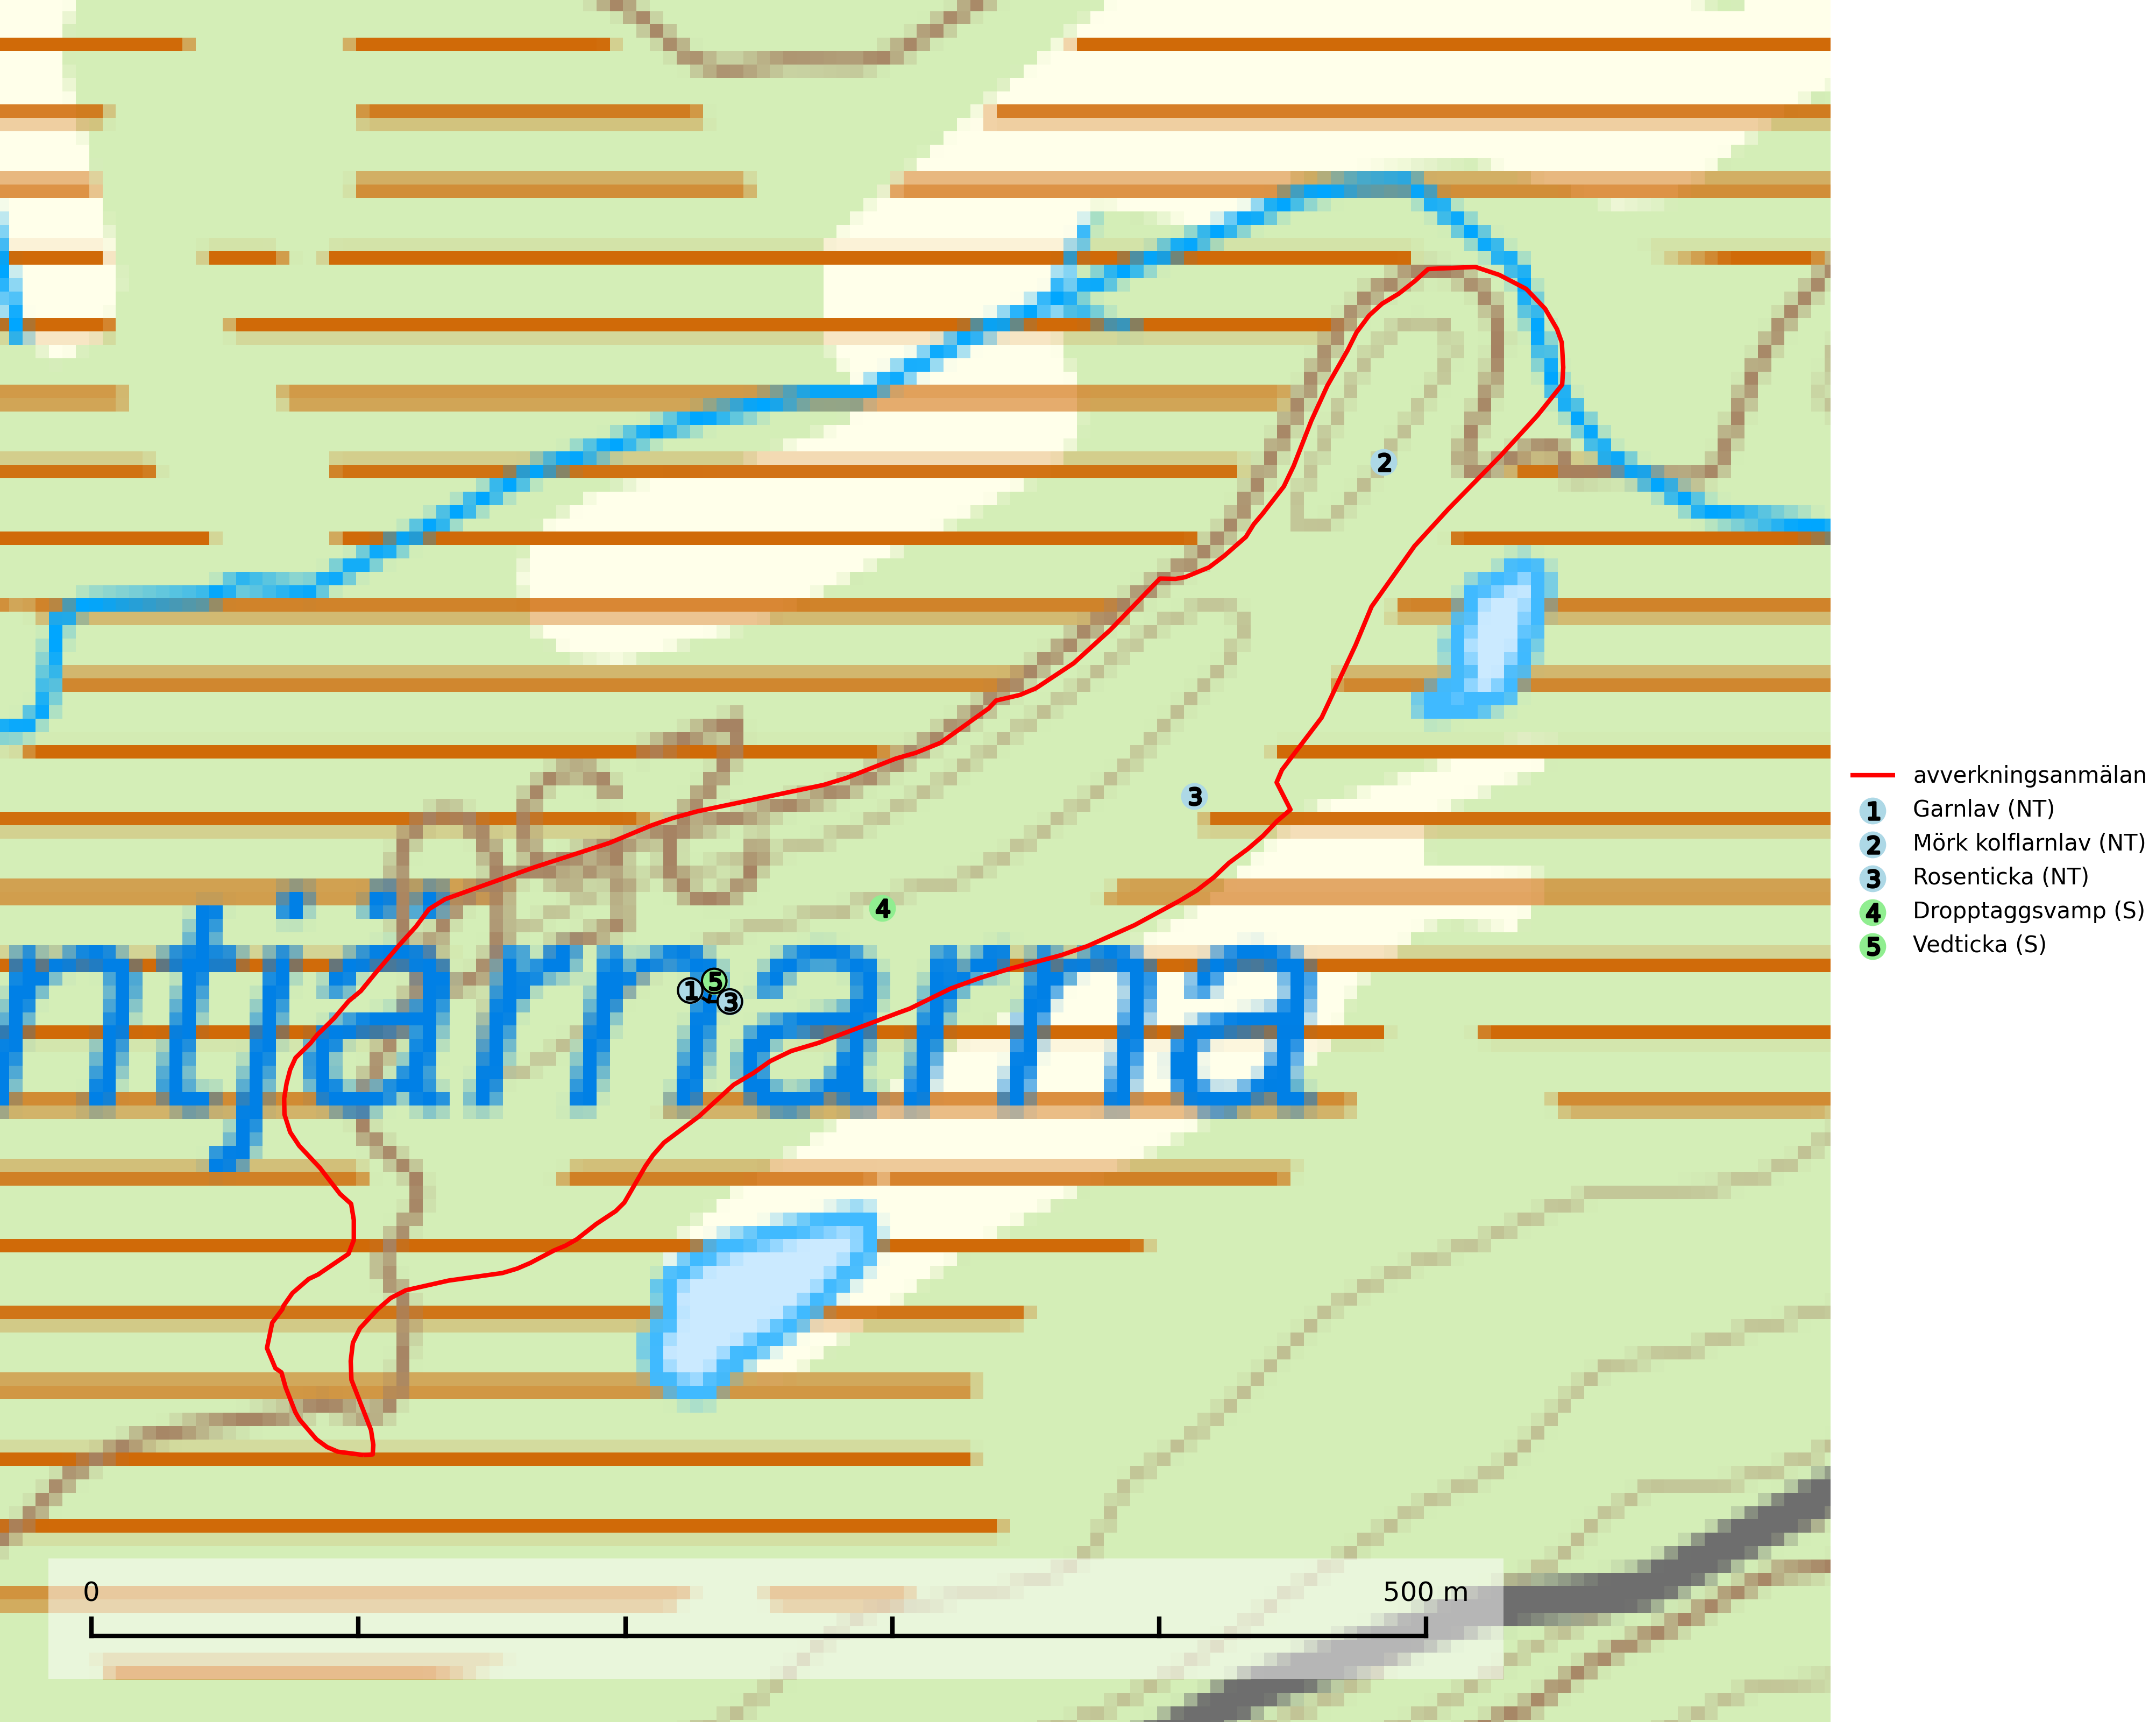 2
3
4
ntjärnarna
1 5 3
0 500 m
avverkningsanmälan
1 Garnlav (NT)
2 Mörk kolflarnlav (NT)
3 Rosenticka (NT)
4 Dropptaggsvamp (S)
5 Vedticka (S)